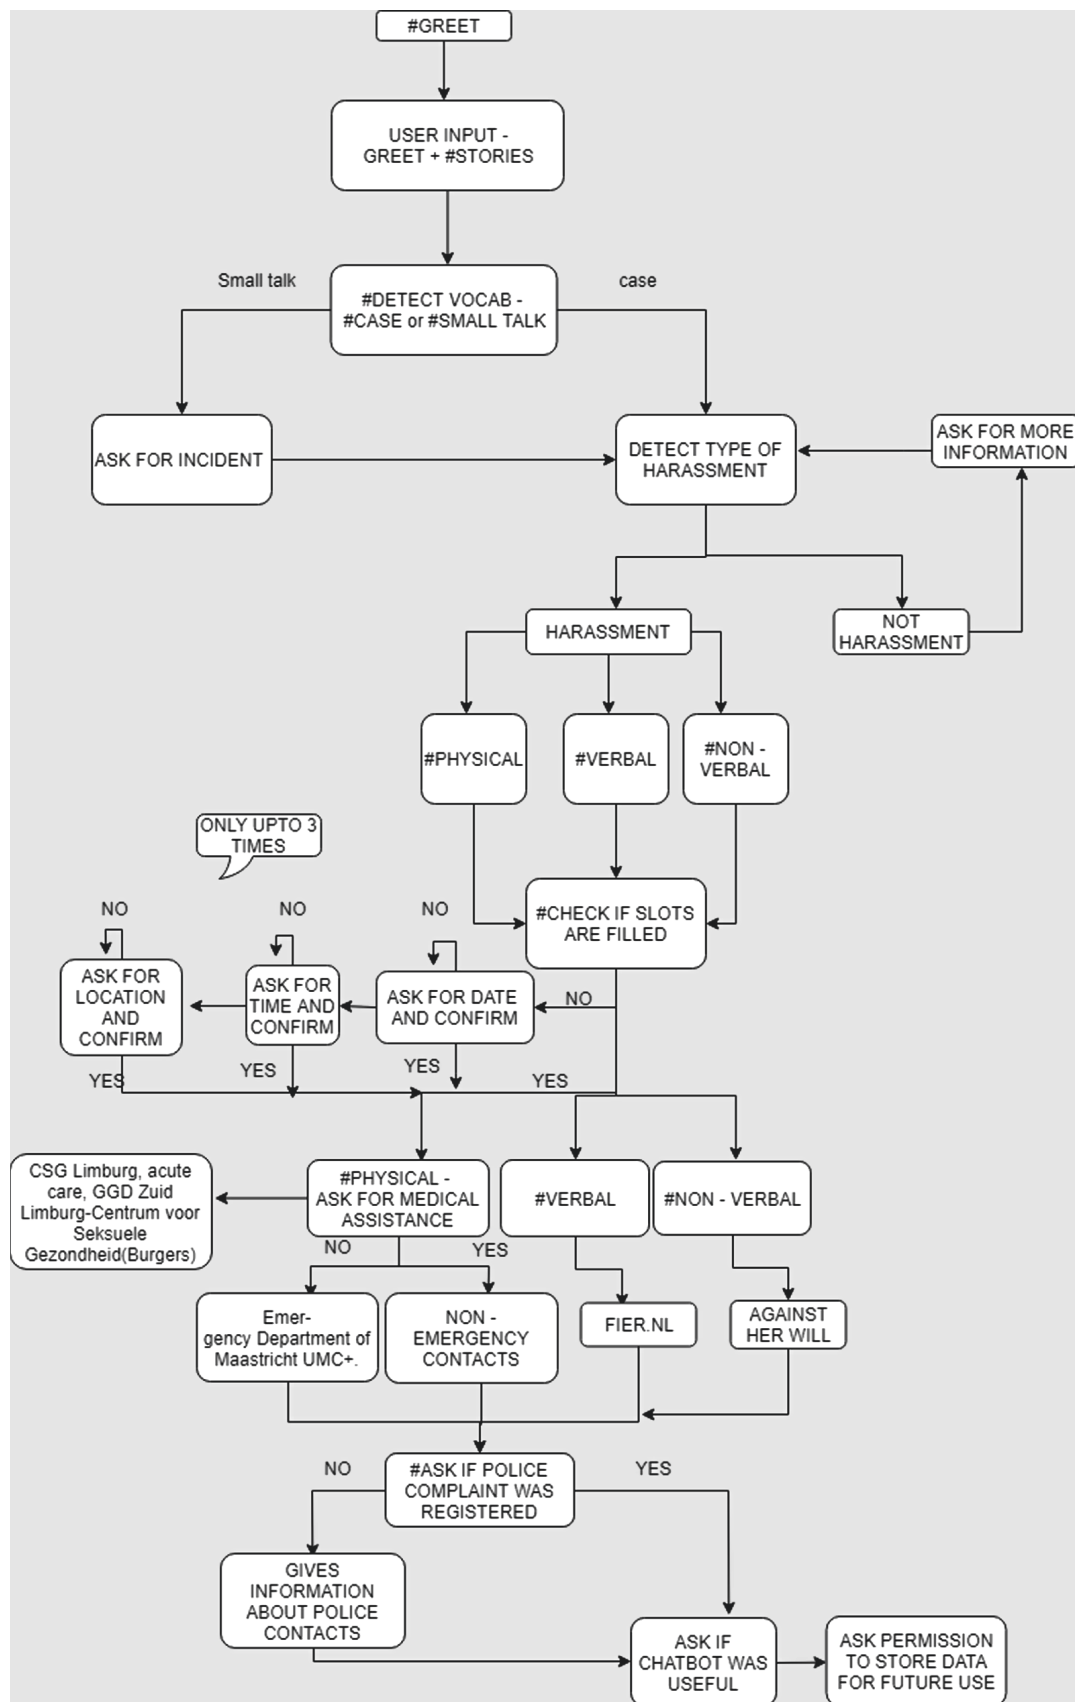 #GREET
USER INPUT -
GREET + #STORIES
Small talk
case
#DETECT VOCAB -
#CASE or #SMALL TALK
ASK FOR INCIDENT
DETECT TYPE OF
HARASSMENT
ASK FOR MORE
INFORMATION
HARASSMENT
NOT
HARASSMENT
#PHYSICAL
#VERBAL
#NON -
VERBAL
ONLY UPTO 3
TIMES
NO
NO
NO
#CHECK IF SLOTS
ARE FILLED
ASK FOR
LOCATION
AND
CONFIRM
ASK FOR
TIME AND
CONFIRM
ASK FOR DATE
AND CONFIRM
NO
YES
YES
YES
YES
CSG Limburg, acute
care, GGD Zuid
Limburg-Centrum voor
Seksuele
Gezondheid(Burgers)
#PHYSICAL -
ASK FOR MEDICAL
ASSISTANCE
#VERBAL
#NON - VERBAL
NO
YES
Emer-
gency Department of
Maastricht UMC+.
NON -
EMERGENCY
CONTACTS
FIER.NL
AGAINST
HER WILL
NO
#ASK IF POLICE
COMPLAINT WAS
REGISTERED
YES
GIVES
INFORMATION
ABOUT POLICE
CONTACTS
ASK IF
CHATBOT WAS
USEFUL
ASK PERMISSION
TO STORE DATA
FOR FUTURE USE